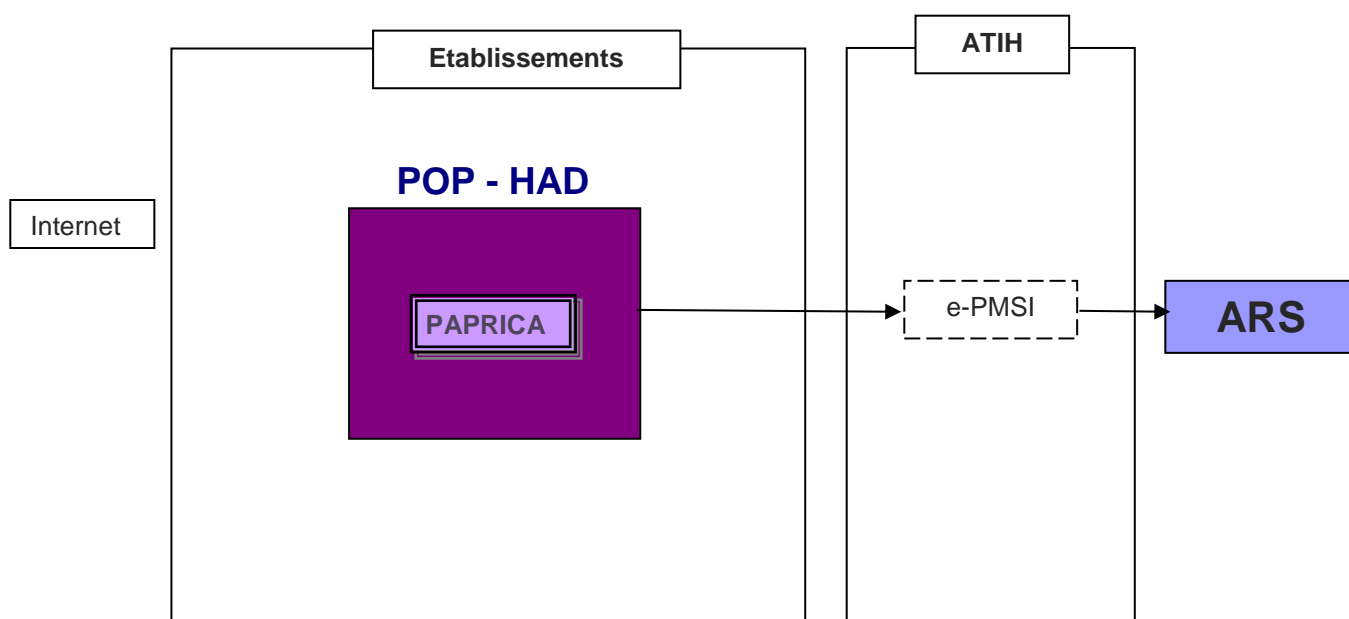 Etablissements
ATIH
POP - HAD
Internet
PAPRICA
e-PMSI
ARS